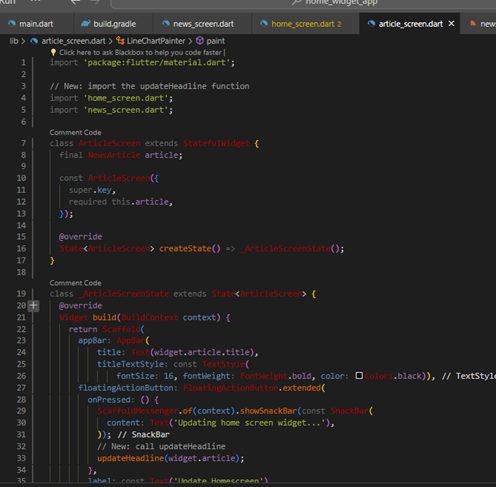 Run
home_widget_app
main.dart build.gradle news_screen.dart home_screen.dart 2 article_screen.dart X news
lib > article_screen.dart > LineChartPainter > paint
Click here to ask Blackbox to help you code faster |
1 import 'package:flutter/material.dart';
2
3 // New: import the updateHeadline function
4 import 'home_screen.dart';
5 import 'news_screen.dart';
6
Comment Code
7 class ArticleScreen extends StatefulWidget {
8 final NewsArticle article;
9
10 const ArticleScreen({
11 super.key,
12 required this.article,
13 });
14
15 @override
16 State<ArticleScreen> createState() => _ArticleScreenState();
17 }
18
Comment Code
19 class _ArticleScreenState extends State<ArticleScreen> {
20 @override
21 Widget build(BuildContext context) {
22 return Scaffold(
23 appBar: AppBar(
24 title: Text(widget.article.title),
25 titleTextStyle: const TextStyle(
26 fontSize: 16, fontWeight: FontWeight.bold, color: Colors.black)), // TextStyle
27 floatingActionButton: FloatingActionButton.extended(
28 onPressed: () {
29 ScaffoldMessenger.of(context).showSnackBar(const SnackBar(
30 content: Text('Updating home screen widget...'),
31 )); // SnackBar
32 // New: call updateHeadline
33 updateHeadline(widget.article);
34 },
35 label: const Text('Update Homescreen')